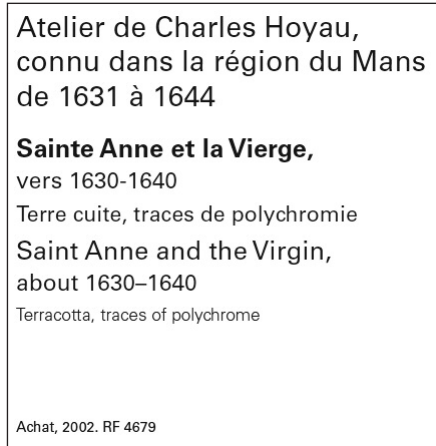 Atelier de Charles Hoyau,
connu dans la région du Mans
de 1631 à 1644
Sainte Anne et la Vierge,
vers 1630-1640
Terre cuite, traces de polychromie
Saint Anne and the Virgin,
about 1630–1640
Terracotta, traces of polychrome
Achat, 2002. RF 4679